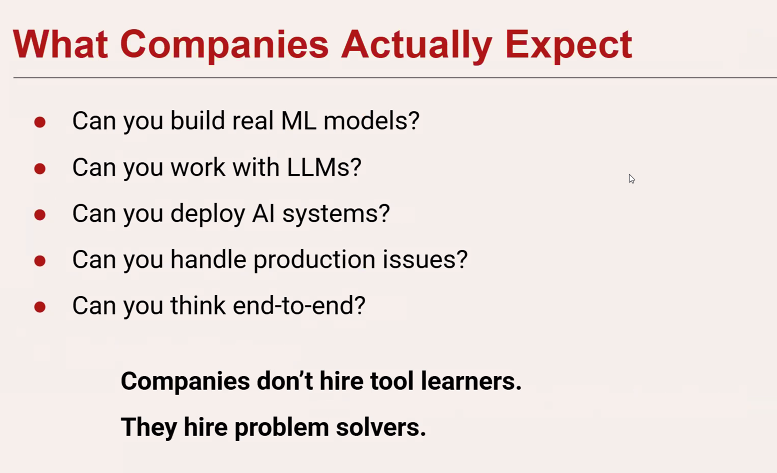 What Companies Actually Expect
● Can you build real ML models?
● Can you work with LLMs?
● Can you deploy AI systems?
● Can you handle production issues?
● Can you think end-to-end?
Companies don’t hire tool learners.
They hire problem solvers.